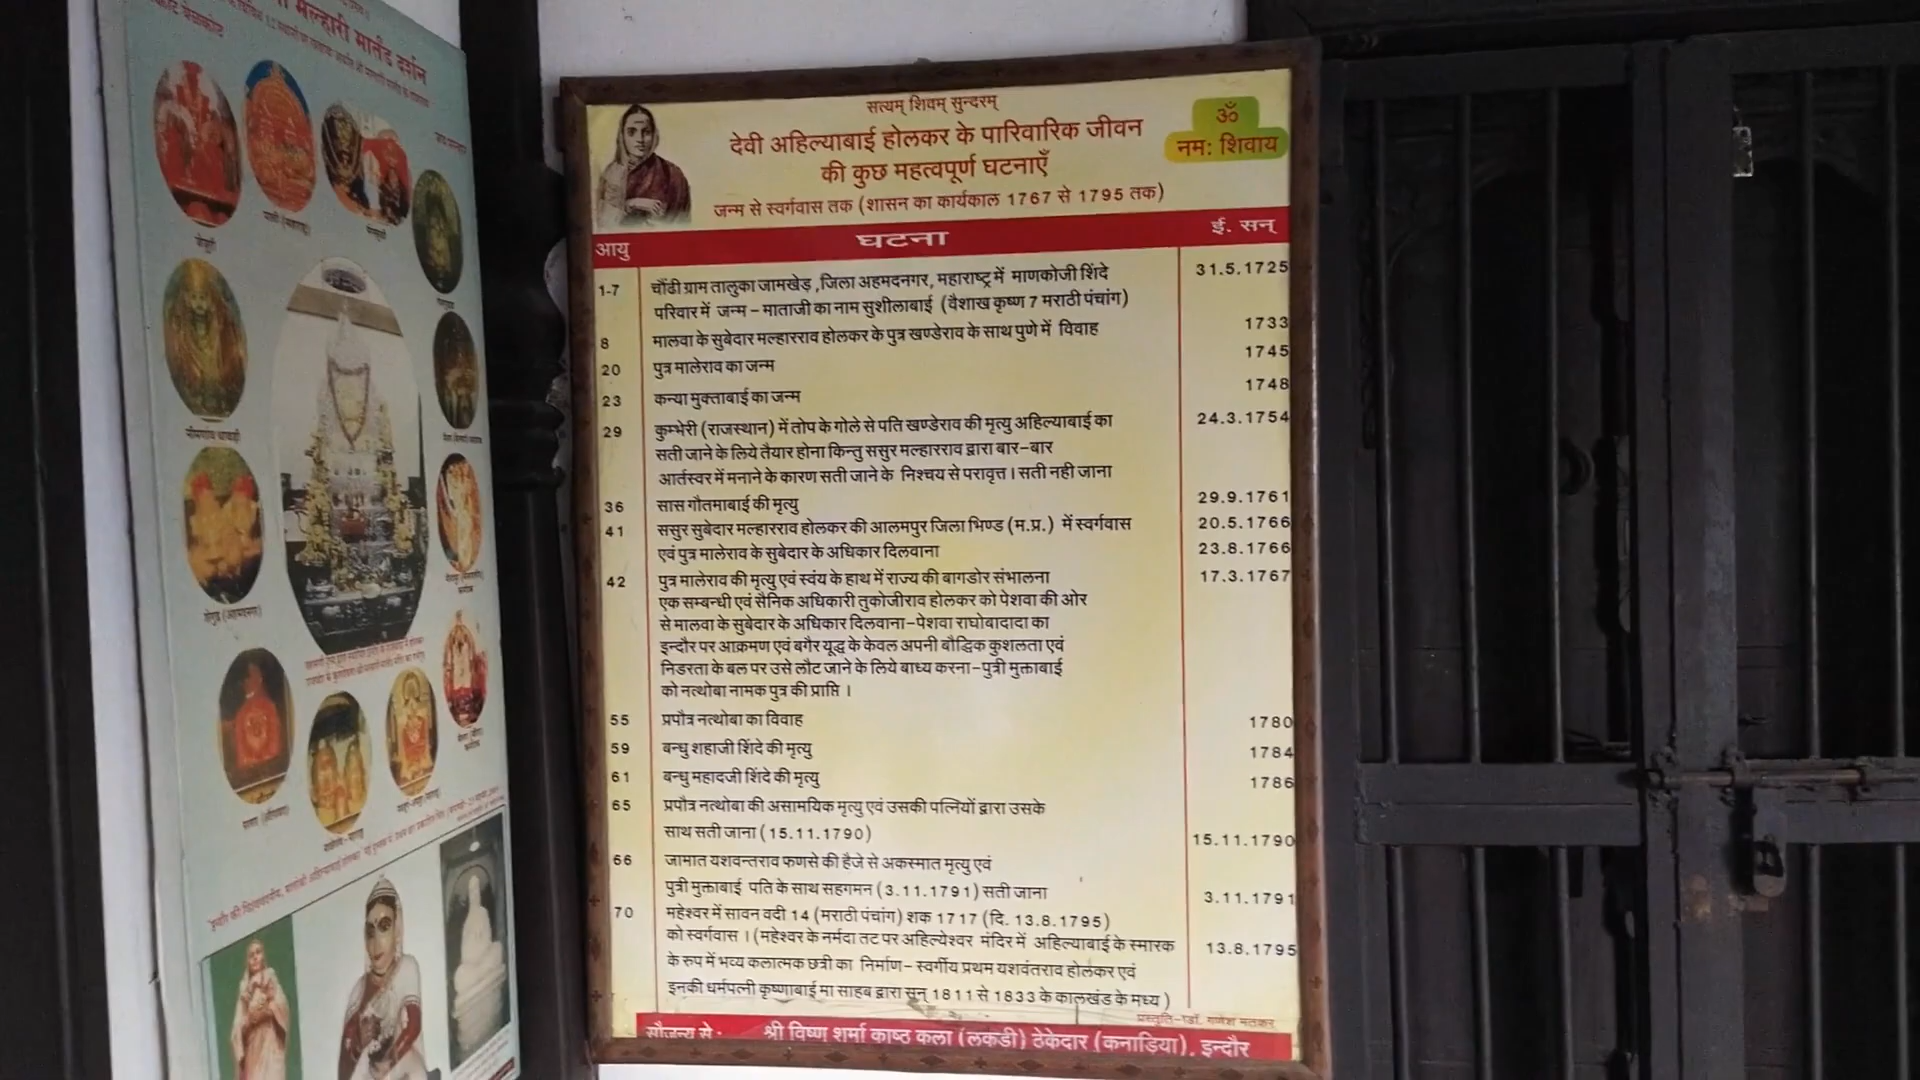 मल्हारी मार्तंड दर्शन
सत्यम् शिवम् सुन्दरम्
देवी अहिल्याबाई होलकर के पारिवारिक जीवन
की कुछ महत्वपूर्ण घटनाएँ
जन्म से स्वर्गवास तक (शासन का कार्यकाल 1767 से 1795 तक)
ॐ
नम: शिवाय
आयु घटना ई. सन्
1-7 चौंढी ग्राम तालुका जामखेड़ ,जिला अहमदनगर, महाराष्ट्र में माणकोजी शिंदे 31.5.1725
परिवार में जन्म – माताजी का नाम सुशीलाबाई (वैशाख कृष्ण 7 मराठी पंचांग)
8 मालवा के सुबेदार मल्हारराव होलकर के पुत्र खण्डेराव के साथ पुणे में विवाह 1733
20 पुत्र मालेराव का जन्म 1745
23 कन्या मुक्ताबाई का जन्म 1748
29 कुम्भेरी (राजस्थान) में तोप के गोले से पति खण्डेराव की मृत्यु अहिल्याबाई का 24.3.1754
सती जाने के लिये तैयार होना किन्तु ससुर मल्हारराव द्वारा बार–बार
आर्तस्वर में मनाने के कारण सती जाने के निश्चय से परावृत्त । सती नही जाना
36 सास गौतमाबाई की मृत्यु 29.9.1761
41 ससुर सुबेदार मल्हारराव होलकर की आलमपुर जिला भिण्ड (म.प्र.) में स्वर्गवास 20.5.1766
एवं पुत्र मालेराव के सुबेदार के अधिकार दिलवाना 23.8.1766
42 पुत्र मालेराव की मृत्यु एवं स्वंय के हाथ में राज्य की बागडोर संभालना 17.3.1767
एक सम्बन्धी एवं सैनिक अधिकारी तुकोजीराव होलकर को पेशवा की ओर
से मालवा के सुबेदार के अधिकार दिलवाना–पेशवा राघोबादादा का
इन्दौर पर आक्रमण एवं बगैर यूद्ध के केवल अपनी बौद्धिक कुशलता एवं
निडरता के बल पर उसे लौट जाने के लिये बाध्य करना–पुत्री मुक्ताबाई
को नत्थोबा नामक पुत्र की प्राप्ति ।
55 प्रपौत्र नत्थोबा का विवाह 1780
59 बन्धु शहाजी शिंदे की मृत्यु 1784
61 बन्धु महादजी शिंदे की मृत्यु 1786
65 प्रपौत्र नत्थोबा की असामयिक मृत्यु एवं उसकी पत्नियों द्वारा उसके
साथ सती जाना (15.11.1790) 15.11.1790
66 जामात यशवन्तराव फणसे की हैजे से अकस्मात मृत्यु एवं
पुत्री मुक्ताबाई पति के साथ सहगमन (3.11.1791) सती जाना 3.11.1791
70 महेश्वर में सावन वदी 14 (मराठी पंचांग) शक 1717 (दि. 13.8.1795)
को स्वर्गवास । (महेश्वर के नर्मदा तट पर अहिल्येश्वर मंदिर में अहिल्याबाई के स्मारक 13.8.1795
के रुप में भव्य कलात्मक छत्री का निर्माण– स्वर्गीय प्रथम यशवंतराव होलकर एवं
इनकी धर्मपत्नी कृष्णाबाई मा साहब द्वारा सन् 1811 से 1833 के कालखंड के मध्य )
प्रस्तुति–डॉ. गणेश मतकर
सौजन्य से : श्री विष्णु शर्मा काष्ठ कला (लकडी) ठेकेदार (कनाडिया), इन्दौर